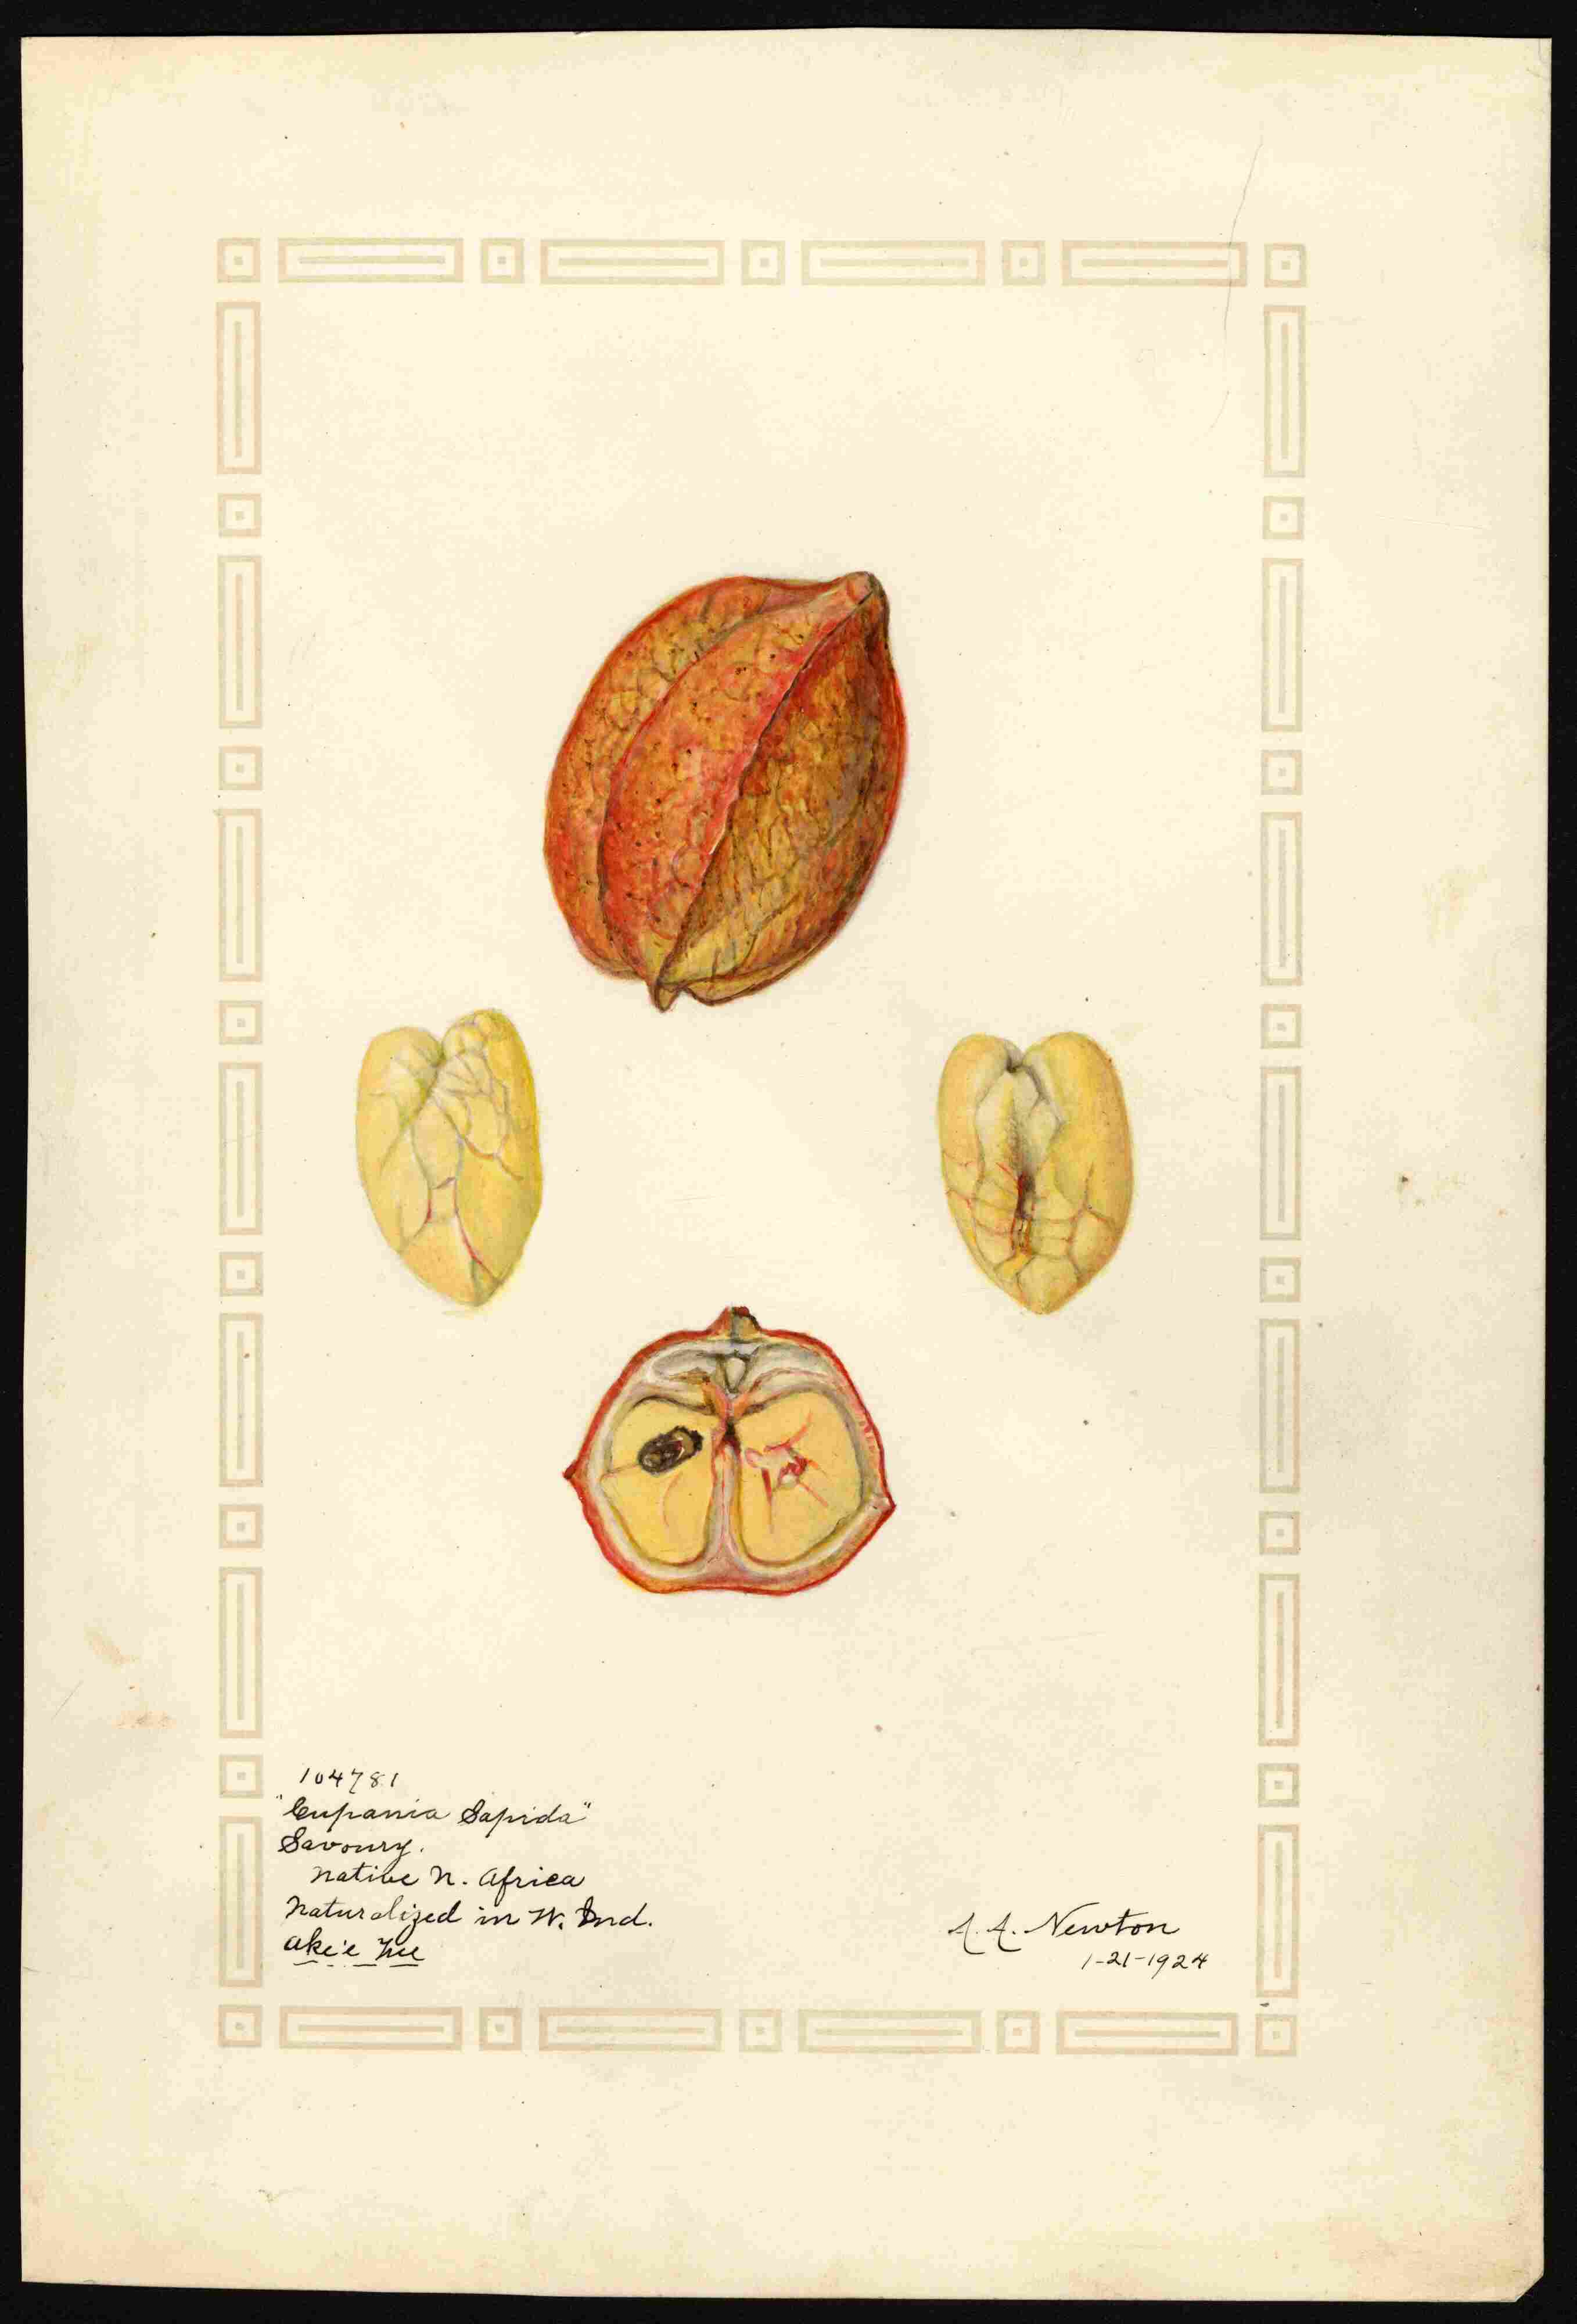 104781
"Cupania Sapida"
Savoury.
Native N. Africa
Naturalized in W. Ind.
Akee Tree
A. A. Newton
1-21-1924